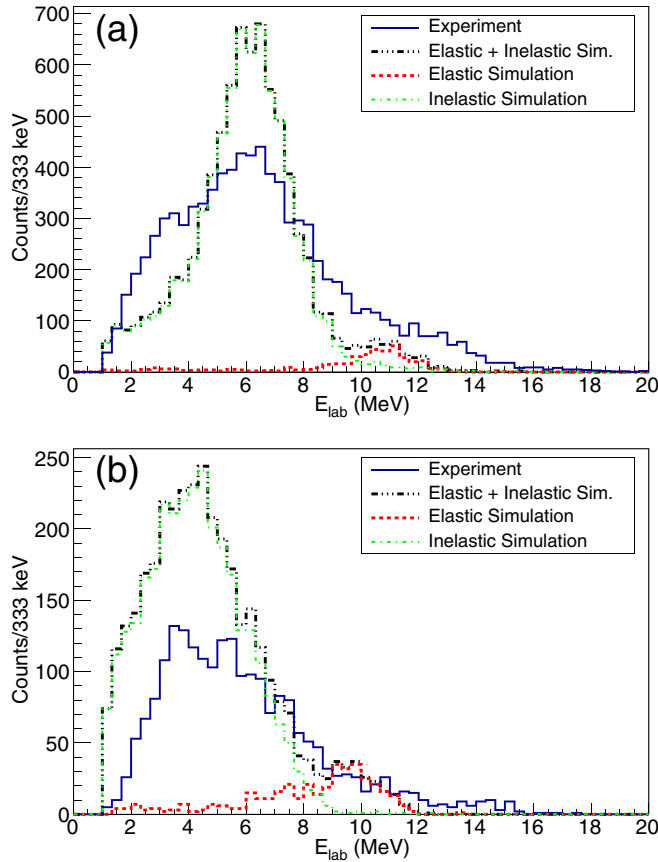 (a)
Experiment
Elastic + Inelastic Sim.
Elastic Simulation
Inelastic Simulation
Counts/333 keV
700
600
500
400
300
200
100
0
0 2 4 6 8 10 12 14 16 18 20
E_lab (MeV)
(b)
Experiment
Elastic + Inelastic Sim.
Elastic Simulation
Inelastic Simulation
Counts/333 keV
250
200
150
100
50
0
0 2 4 6 8 10 12 14 16 18 20
E_lab (MeV)